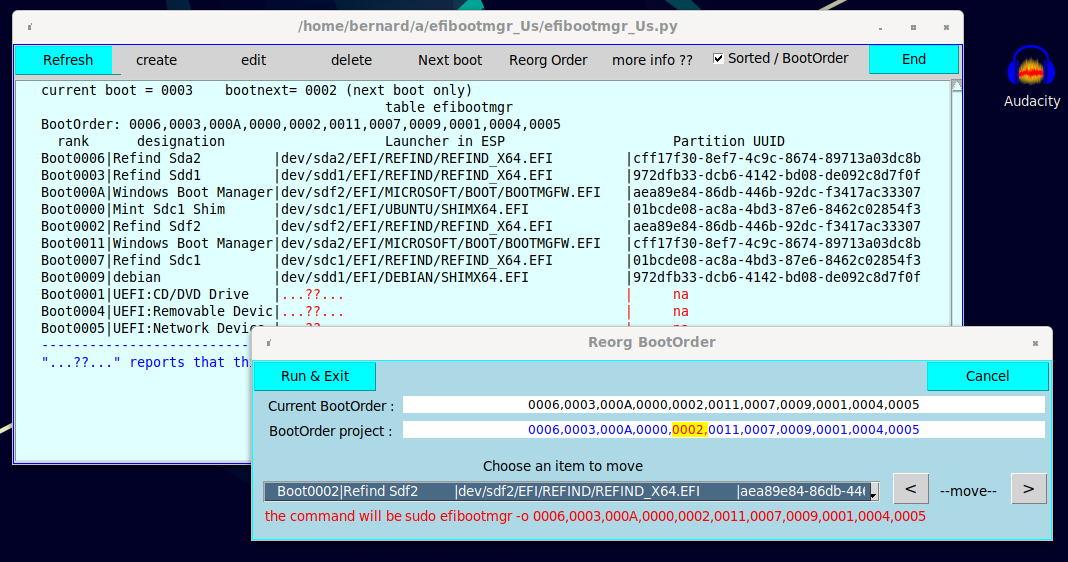 /home/bernard/a/efibootmgr_Us/efibootmgr_Us.py
Refresh create edit delete Next boot Reorg Order more info ?? Sorted / BootOrder End
current boot = 0003 bootnext= 0002 (next boot only)
table efibootmgr
BootOrder: 0006,0003,000A,0000,0002,0011,0007,0009,0001,0004,0005
rank designation Launcher in ESP Partition UUID
Boot0006|Refind Sda2 |dev/sda2/EFI/REFIND/REFIND_X64.EFI |cff17f30-8ef7-4c9c-8674-89713a03dc8b
Boot0003|Refind Sdd1 |dev/sdd1/EFI/REFIND/REFIND_X64.EFI |972dfb33-dcb6-4142-bd08-de092c8d7f0f
Boot000A|Windows Boot Manager|dev/sdf2/EFI/MICROSOFT/BOOT/BOOTMGFW.EFI |aea89e84-86db-446b-92dc-f3417ac33307
Boot0000|Mint Sdc1 Shim |dev/sdc1/EFI/UBUNTU/SHIMX64.EFI |01bcde08-ac8a-4bd3-87e6-8462c02854f3
Boot0002|Refind Sdf2 |dev/sdf2/EFI/REFIND/REFIND_X64.EFI |aea89e84-86db-446b-92dc-f3417ac33307
Boot0011|Windows Boot Manager|dev/sda2/EFI/MICROSOFT/BOOT/BOOTMGFW.EFI |cff17f30-8ef7-4c9c-8674-89713a03dc8b
Boot0007|Refind Sdc1 |dev/sdc1/EFI/REFIND/REFIND_X64.EFI |01bcde08-ac8a-4bd3-87e6-8462c02854f3
Boot0009|debian |dev/sdd1/EFI/DEBIAN/SHIMX64.EFI |972dfb33-dcb6-4142-bd08-de092c8d7f0f
Boot0001|UEFI:CD/DVD Drive |...??... | na
Boot0004|UEFI:Removable Devic|...??... | na
Boot0005|UEFI:Network Device
--------------------------
"...??..." reports that
Audacity
Reorg BootOrder
Run & Exit Cancel
Current BootOrder : 0006,0003,000A,0000,0002,0011,0007,0009,0001,0004,0005
BootOrder project : 0006,0003,000A,0000,0002,0011,0007,0009,0001,0004,0005
Choose an item to move
Boot0002|Refind Sdf2 |dev/sdf2/EFI/REFIND/REFIND_X64.EFI |aea89e84-86db-446 < --move-- >
the command will be sudo efibootmgr -o 0006,0003,000A,0000,0002,0011,0007,0009,0001,0004,0005